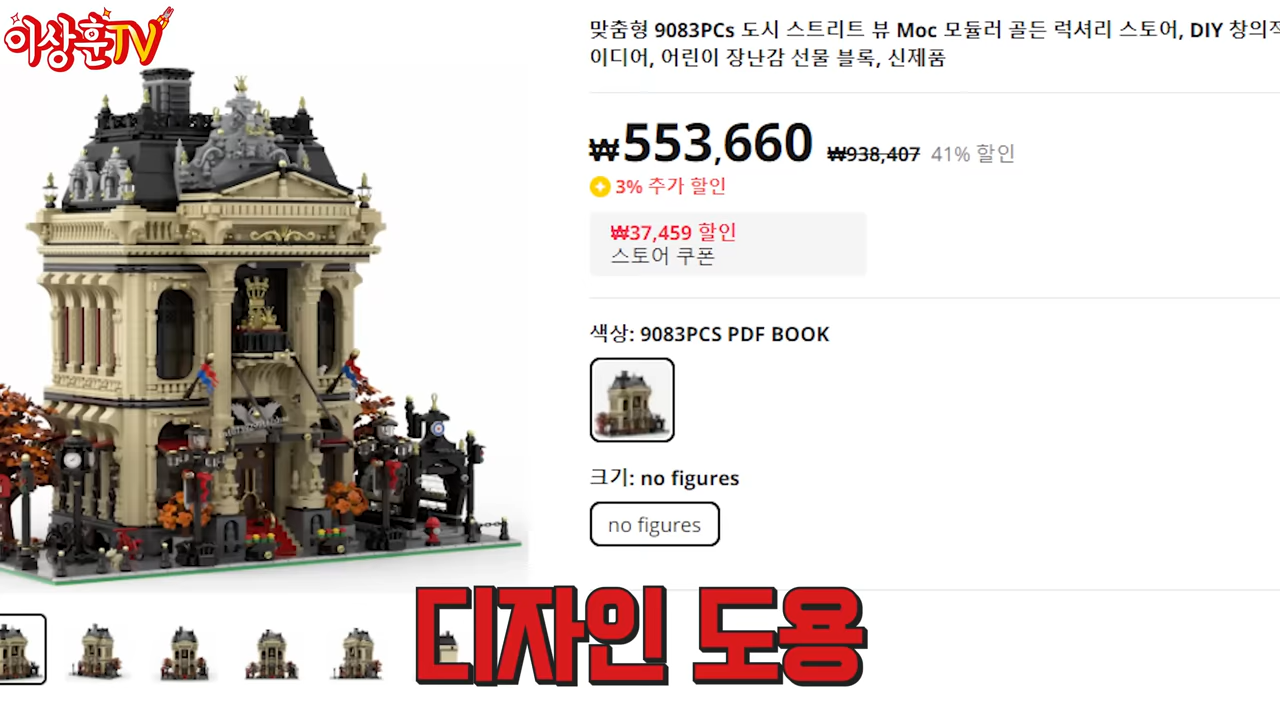 이상훈TV
맞춤형 9083PCs 도시 스트리트 뷰 Moc 모듈러 골든 럭셔리 스토어, DIY 창의적
이디어, 어린이 장난감 선물 블록, 신제품
₩553,660 ₩938,407 41% 할인
3% 추가 할인
₩37,459 할인
스토어 쿠폰
색상: 9083PCS PDF BOOK
크기: no figures
no figures
디자인 도용